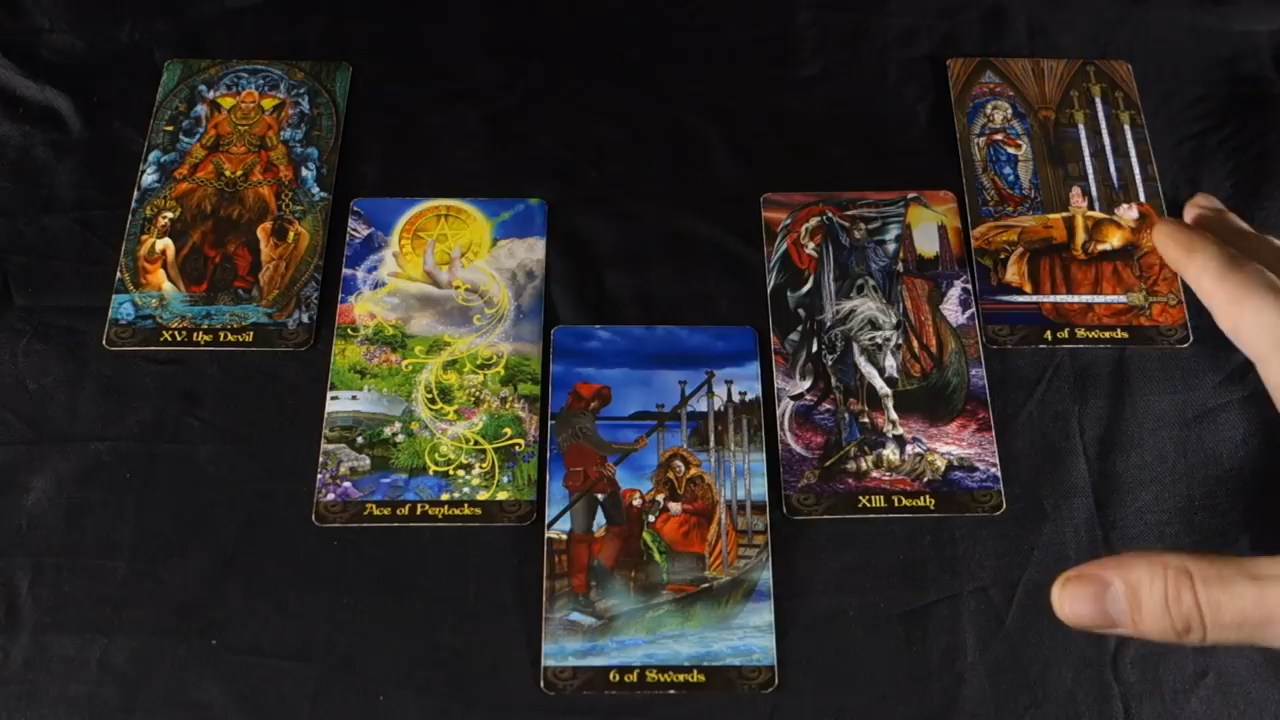 XV. the Devil
Ace of Pentacles
6 of Swords
XIII. Death
4 of Swords